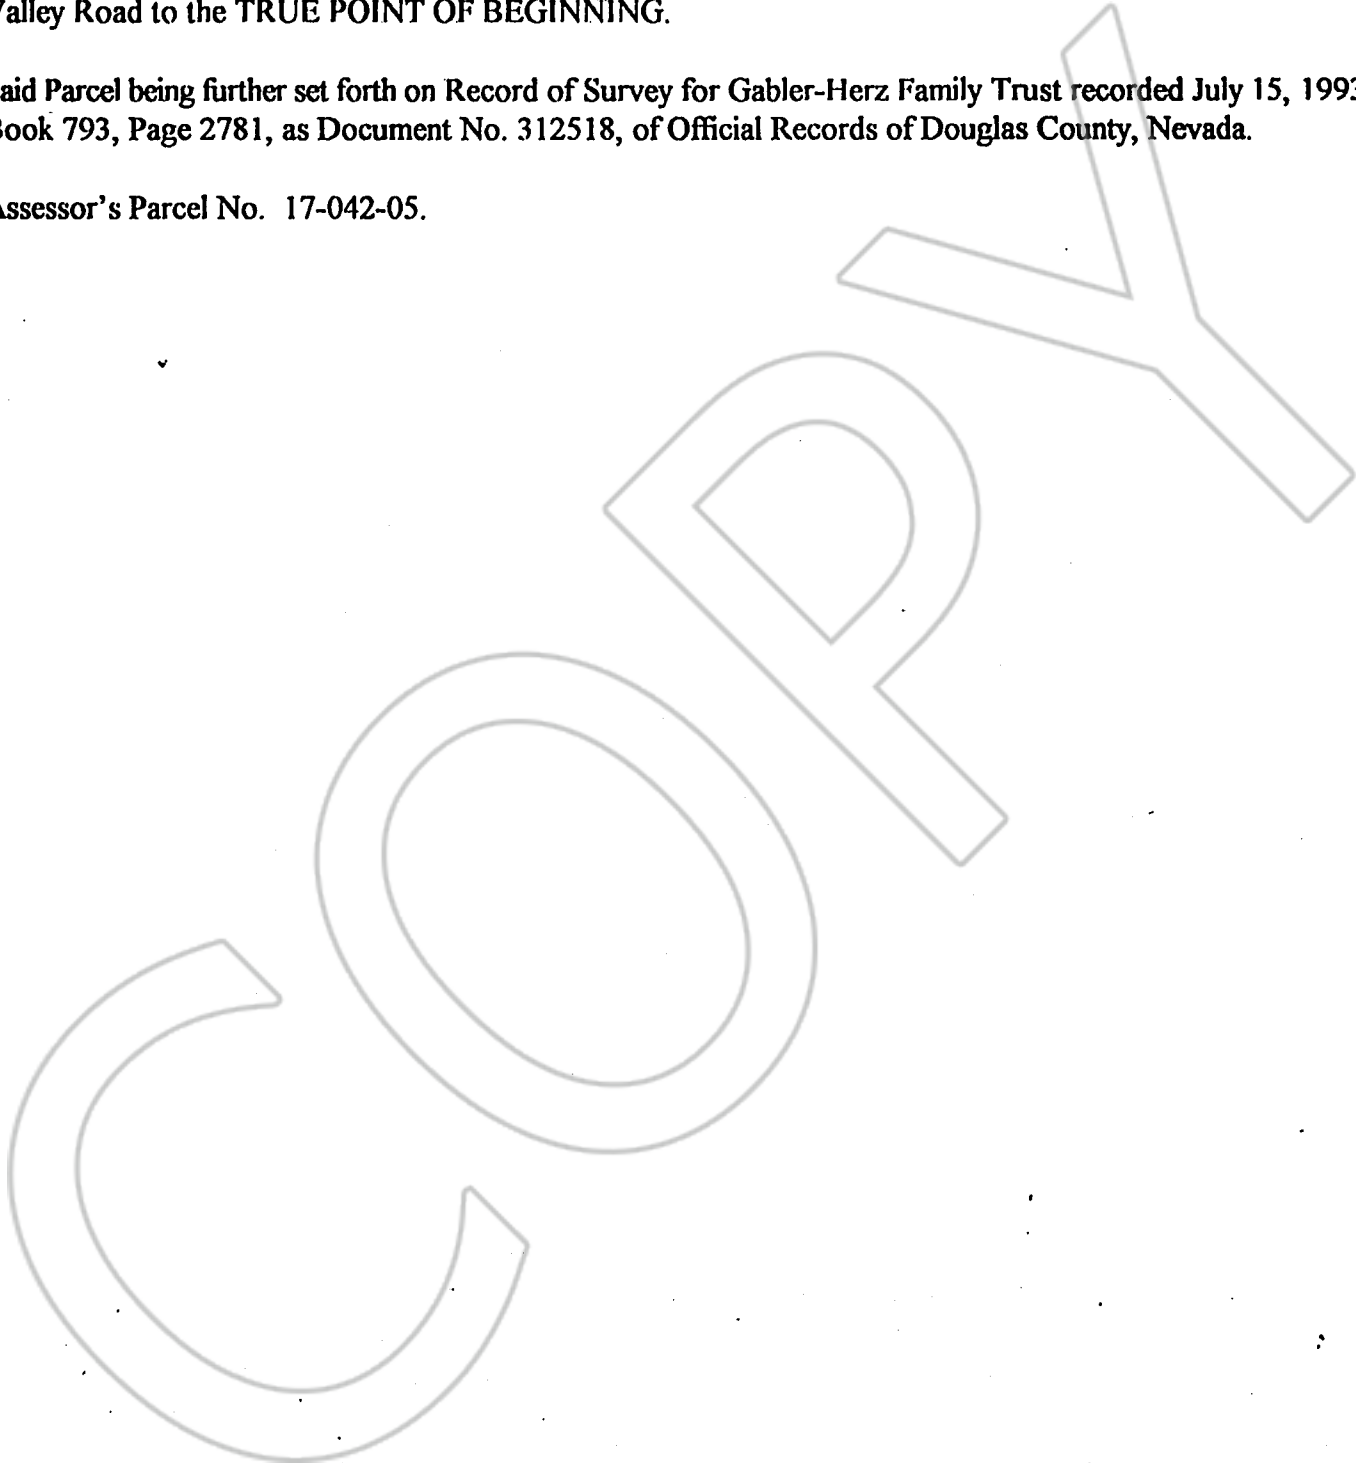 Valley Road to the TRUE POINT OF BEGINNING.
aid Parcel being further set forth on Record of Survey for Gabler-Herz Family Trust recorded July 15, 1993
Book 793, Page 2781, as Document No. 312518, of Official Records of Douglas County, Nevada.
Assessor's Parcel No. 17-042-05.
COPY